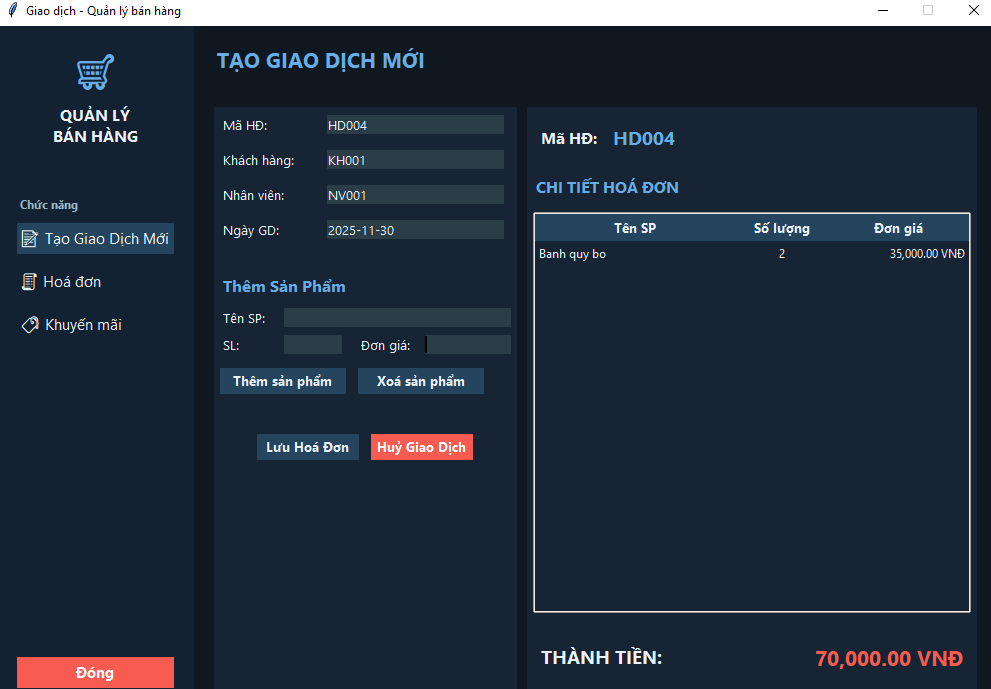 Giao dịch - Quản lý bán hàng
QUẢN LÝ
BÁN HÀNG
Chức năng
Tạo Giao Dịch Mới
Hoá đơn
Khuyến mãi
Đóng
TẠO GIAO DỊCH MỚI
Mã HĐ: HD004
Khách hàng: KH001
Nhân viên: NV001
Ngày GD: 2025-11-30
Thêm Sản Phẩm
Tên SP:
SL: Đơn giá:
Thêm sản phẩm Xoá sản phẩm
Lưu Hoá Đơn Huỷ Giao Dịch
Mã HĐ: HD004
CHI TIẾT HOÁ ĐƠN
Tên SP Số lượng Đơn giá
Banh quy bo 2 35,000.00 VNĐ
THÀNH TIỀN: 70,000.00 VNĐ